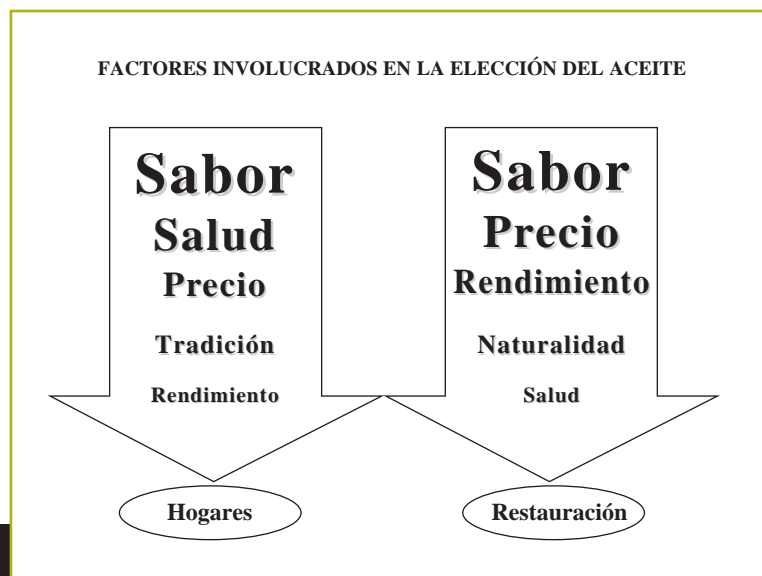 FACTORES INVOLUCRADOS EN LA ELECCIÓN DEL ACEITE
Sabor
Salud
Precio
Tradición
Rendimiento
Hogares
Sabor
Precio
Rendimiento
Naturalidad
Salud
Restauración